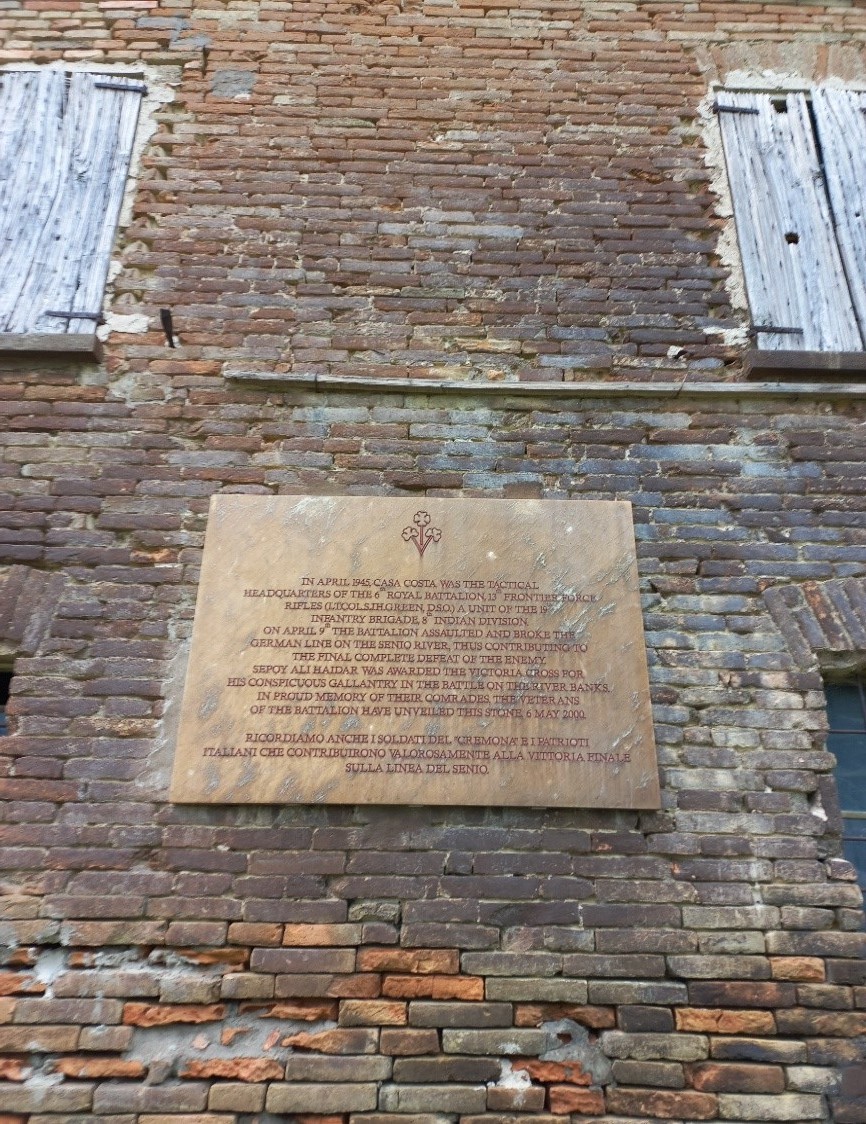 IN APRIL 1945, CASA COSTA WAS THE TACTICAL
HEADQUARTERS OF THE 6th ROYAL BATTALION, 13th FRONTIER FORCE
RIFLES (LT.COL.S.J.H.GREEN, D.S.O.) A UNIT OF THE 19th
INFANTRY BRIGADE, 8th INDIAN DIVISION.
ON APRIL 9th THE BATTALION ASSAULTED AND BROKE THE
GERMAN LINE ON THE SENIO RIVER, THUS CONTRIBUTING TO
THE FINAL COMPLETE DEFEAT OF THE ENEMY.
SEPOY ALI HAIDAR WAS AWARDED THE VICTORIA CROSS FOR
HIS CONSPICUOUS GALLANTRY IN THE BATTLE ON THE RIVER BANKS.
IN PROUD MEMORY OF THEIR COMRADES, THE VETERANS
OF THE BATTALION HAVE UNVEILED THIS STONE, 6 MAY 2000.
RICORDIAMO ANCHE I SOLDATI DEL "CREMONA" E I PATRIOTI
ITALIANI CHE CONTRIBUIRONO VALOROSAMENTE ALLA VITTORIA FINALE
SULLA LINEA DEL SENIO.